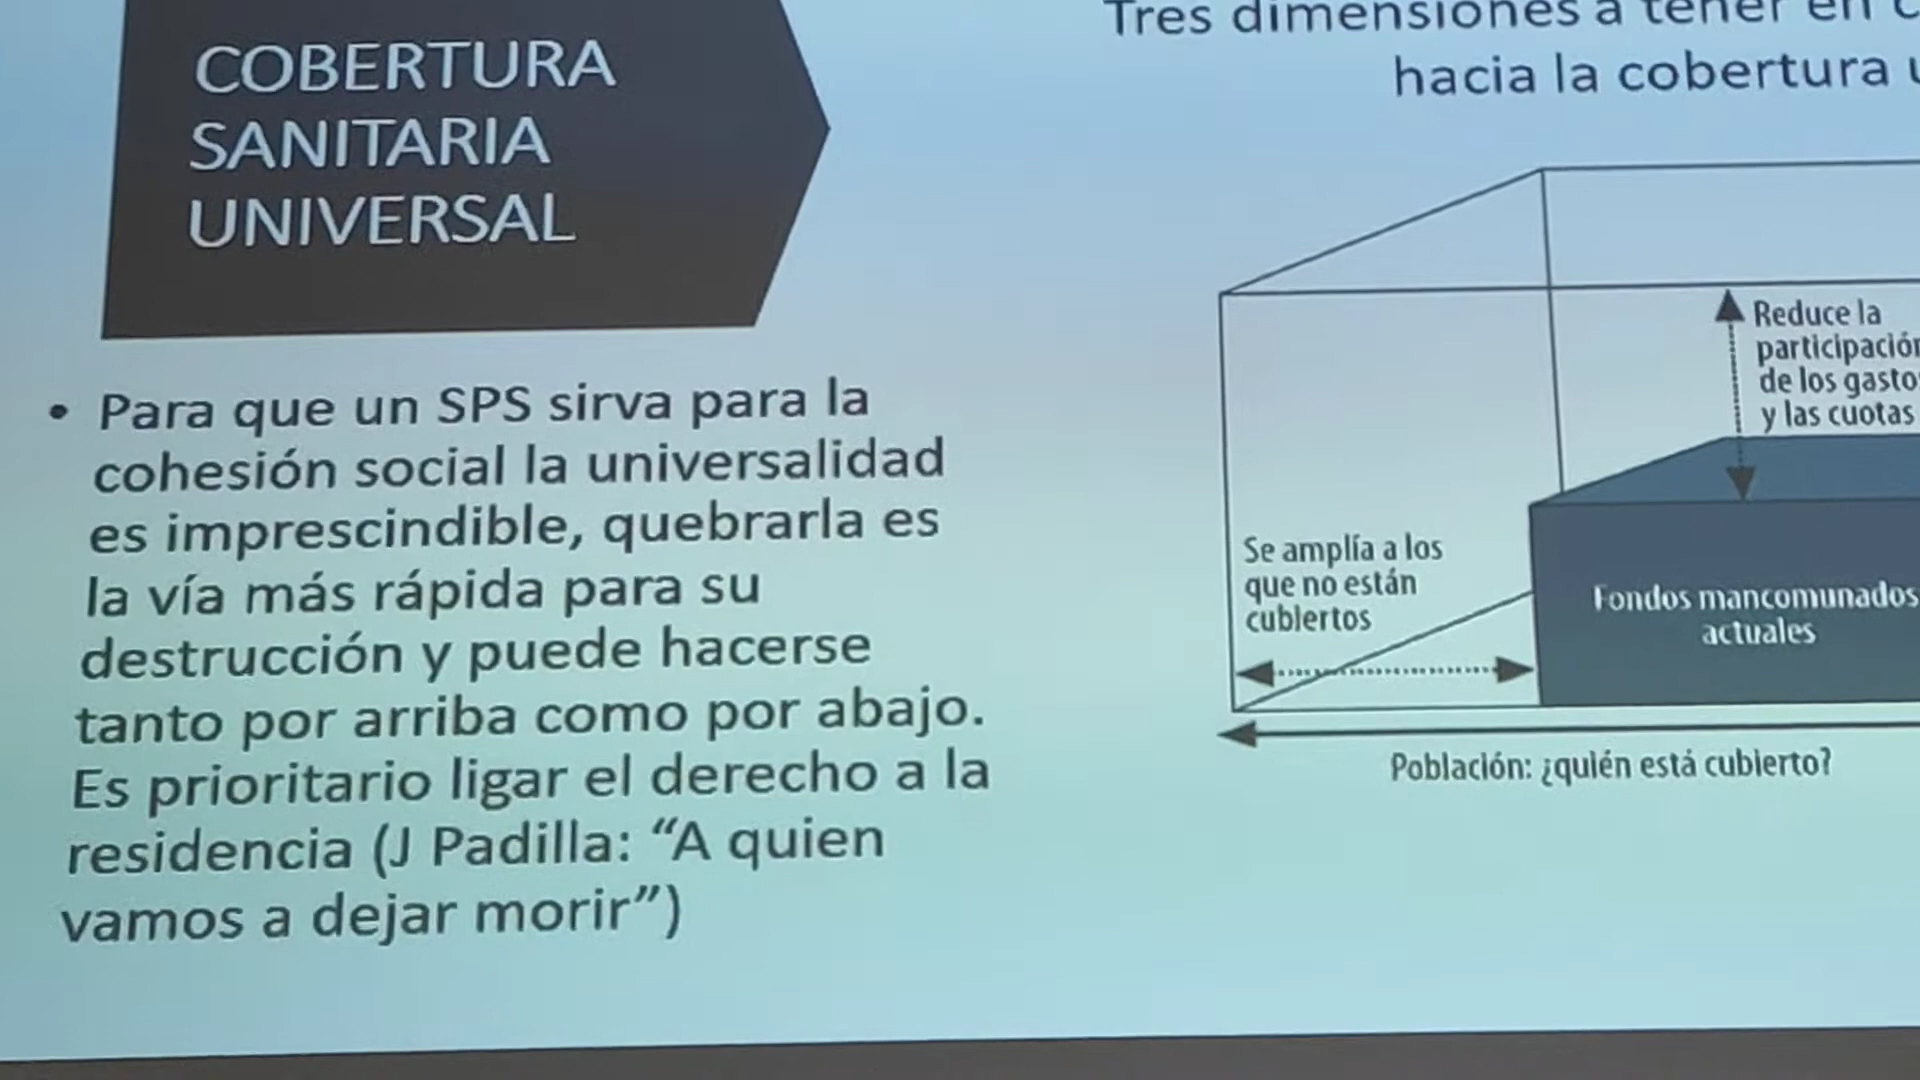 COBERTURA
SANITARIA
UNIVERSAL
• Para que un SPS sirva para la
cohesión social la universalidad
es imprescindible, quebrarla es
la vía más rápida para su
destrucción y puede hacerse
tanto por arriba como por abajo.
Es prioritario ligar el derecho a la
residencia (J Padilla: “A quien
vamos a dejar morir”)
Tres dimensiones a tener en
hacia la cobertura
Reduce la
participación
de los gastos
y las cuotas
Se amplía a los
que no están
cubiertos
Fondos mancomunados
actuales
Población: ¿quién está cubierto?